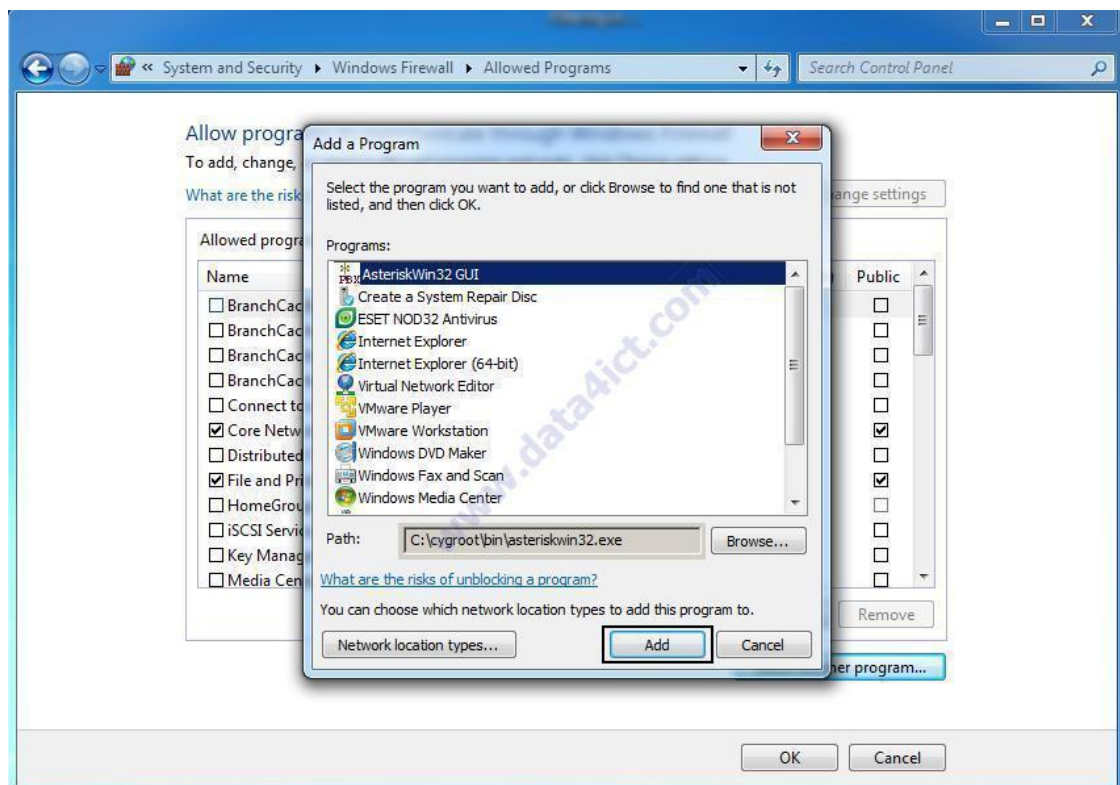 « System and Security ▸ Windows Firewall ▸ Allowed Programs
Search Control Panel
Allow progra
To add, change,
What are the risk
ange settings
Allowed progra
Name
Public
BranchCac
BranchCac
BranchCac
BranchCac
Connect to
Core Netw
Distributed
File and Pri
HomeGrou
iSCSI Servic
Key Manag
Media Cen
Remove
her program...
OK
Cancel
Add a Program
Select the program you want to add, or click Browse to find one that is not
listed, and then click OK.
Programs:
PBX AsteriskWin32 GUI
Create a System Repair Disc
ESET NOD32 Antivirus
Internet Explorer
Internet Explorer (64-bit)
Virtual Network Editor
VMware Player
VMware Workstation
Windows DVD Maker
Windows Fax and Scan
Windows Media Center
Path:
C:\cygroot\bin\asteriskwin32.exe
Browse...
What are the risks of unblocking a program?
You can choose which network location types to add this program to.
Network location types...
Add
Cancel
www.data4ict.com